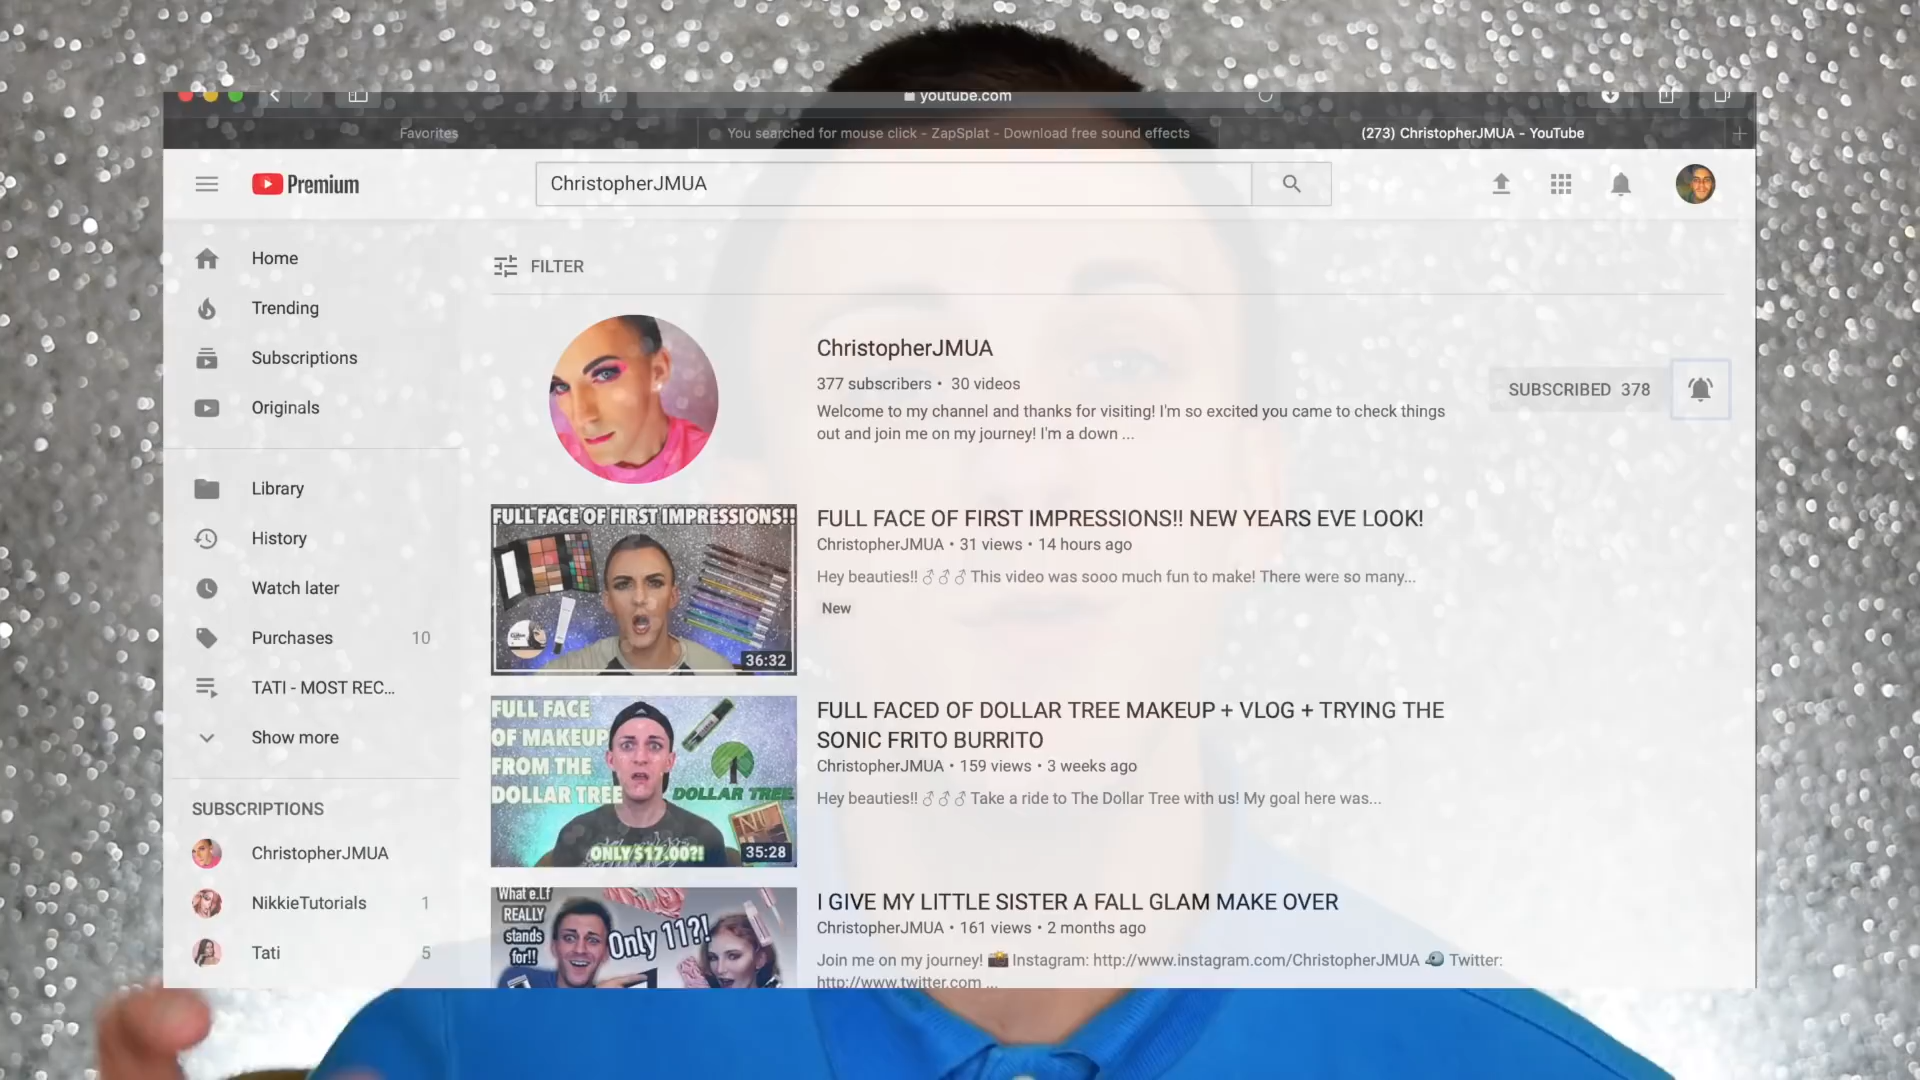 youtube.com
Favorites
You searched for mouse click - ZapSplat - Download free sound effects
(273) ChristopherJMUA - YouTube
Premium
ChristopherJMUA
Home
Trending
Subscriptions
Originals
Library
History
Watch later
Purchases 10
TATI - MOST REC...
Show more
SUBSCRIPTIONS
ChristopherJMUA
NikkieTutorials 1
Tati 5
FILTER
ChristopherJMUA
377 subscribers • 30 videos
Welcome to my channel and thanks for visiting! I'm so excited you came to check things
out and join me on my journey! I'm a down ...
SUBSCRIBED 378
FULL FACE OF FIRST IMPRESSIONS!!
36:32
FULL FACE OF FIRST IMPRESSIONS!! NEW YEARS EVE LOOK!
ChristopherJMUA • 31 views • 14 hours ago
Hey beauties!! ♂♂♂ This video was sooo much fun to make! There were so many...
New
FULL FACE
OF MAKEUP
FROM THE
DOLLAR TREE
DOLLAR TREE
ONLY $17.00?!
35:28
FULL FACED OF DOLLAR TREE MAKEUP + VLOG + TRYING THE
SONIC FRITO BURRITO
ChristopherJMUA • 159 views • 3 weeks ago
Hey beauties!! ♂♂♂ Take a ride to The Dollar Tree with us! My goal here was...
What e.l.f
REALLY
stands
for!!
Only 11?!
I GIVE MY LITTLE SISTER A FALL GLAM MAKE OVER
ChristopherJMUA • 161 views • 2 months ago
Join me on my journey! 📸 Instagram: http://www.instagram.com/ChristopherJMUA 🐦 Twitter:
http://www.twitter.com ...